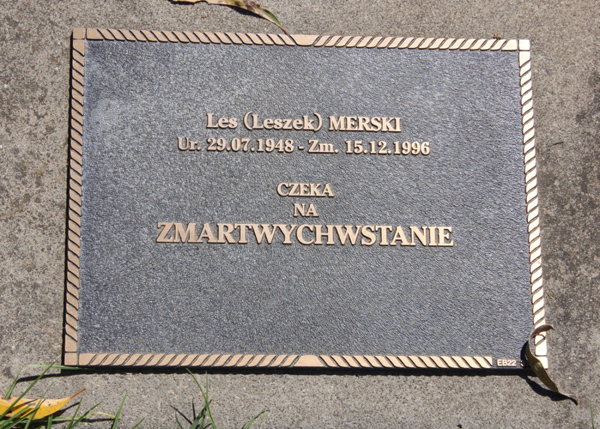 Les (Leszek) MERSKI
Ur. 29.07.1948 - Zm. 15.12.1996
CZEKA
NA
ZMARTWYCHWSTANIE
EB22